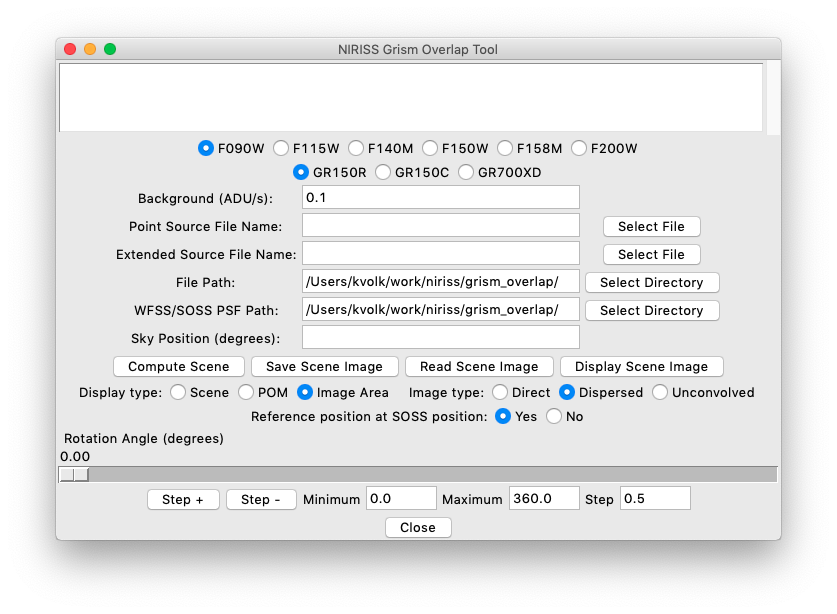 NIRISS Grism Overlap Tool
F090W F115W F140M F150W F158M F200W
GR150R GR150C GR700XD
Background (ADU/s): 0.1
Point Source File Name: Select File
Extended Source File Name: Select File
File Path: /Users/kvolk/work/niriss/grism_overlap/ Select Directory
WFSS/SOSS PSF Path: /Users/kvolk/work/niriss/grism_overlap/ Select Directory
Sky Position (degrees):
Compute Scene Save Scene Image Read Scene Image Display Scene Image
Display type: Scene POM Image Area Image type: Direct Dispersed Unconvolved
Reference position at SOSS position: Yes No
Rotation Angle (degrees)
0.00
Step + Step - Minimum 0.0 Maximum 360.0 Step 0.5
Close